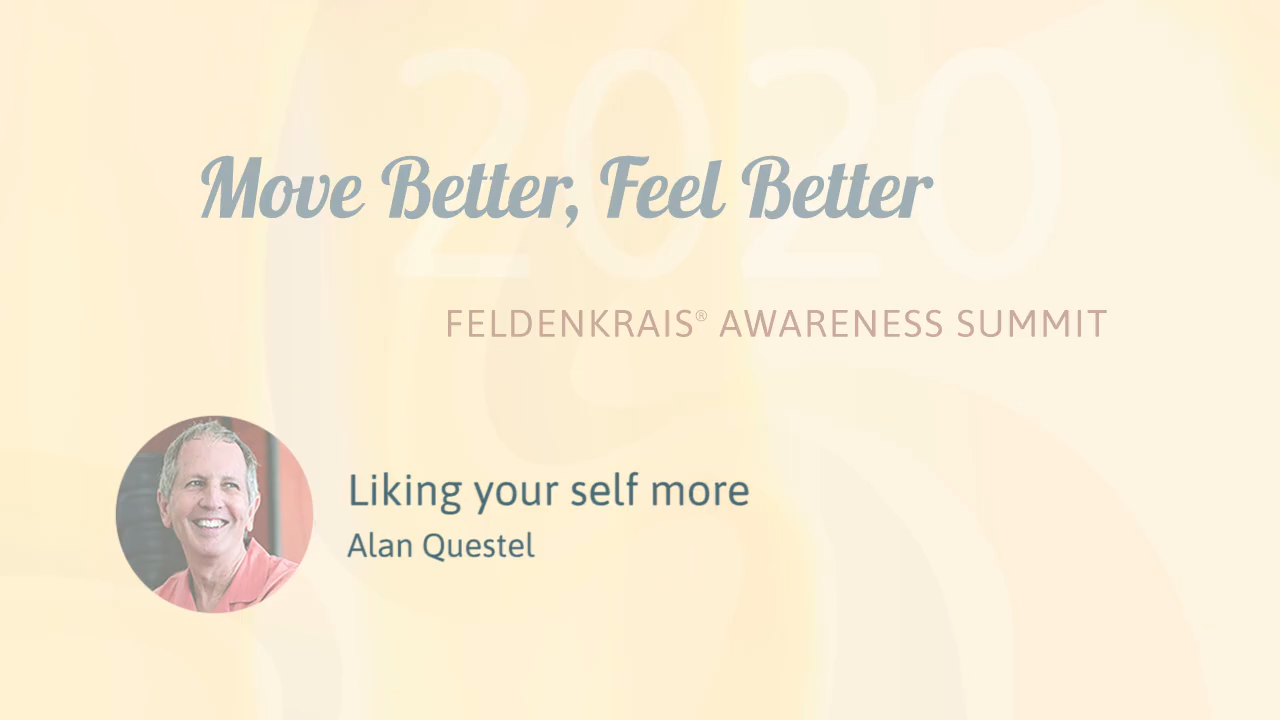 2020
Move Better, Feel Better
FELDENKRAIS® AWARENESS SUMMIT
Liking your self more
Alan Questel